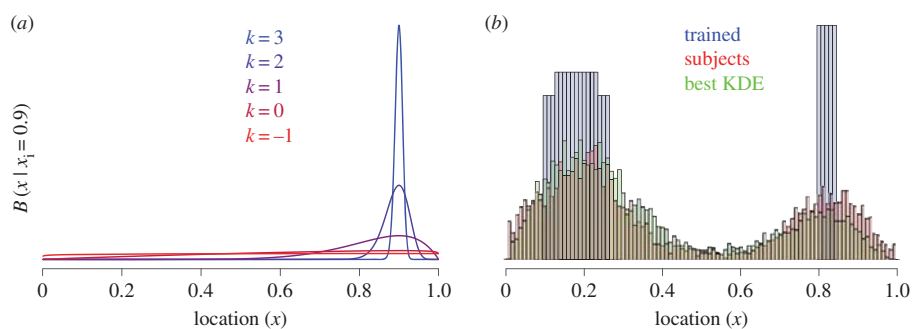 (a)
k = 3
k = 2
k = 1
k = 0
k = –1
B (x | xi = 0.9)
0 0.2 0.4 0.6 0.8 1.0
location (x)
(b)
trained
subjects
best KDE
0 0.2 0.4 0.6 0.8 1.0
location (x)